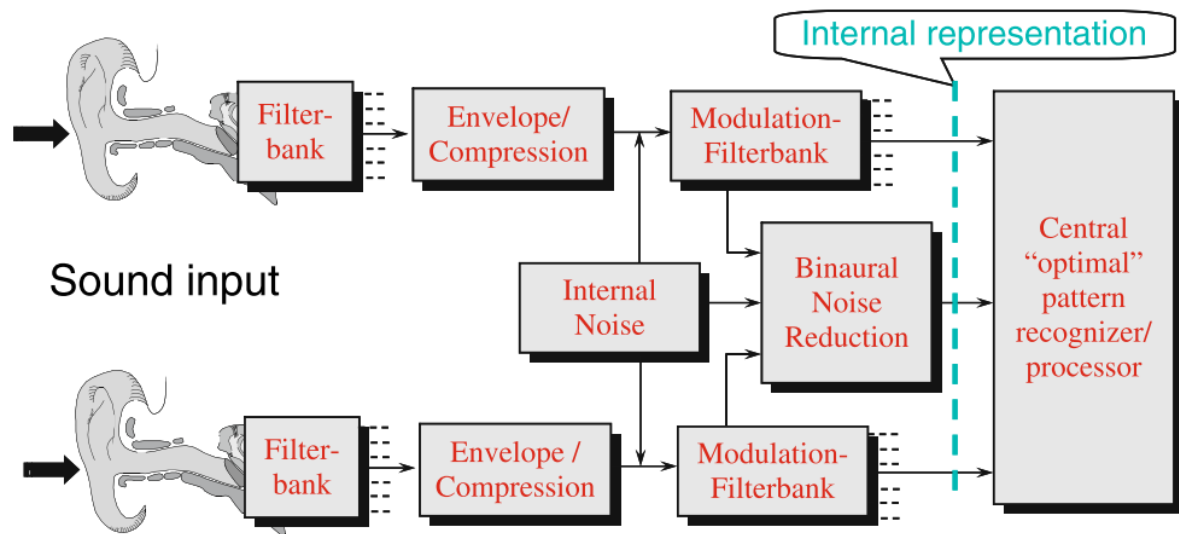 Internal representation
Filter-
bank
Envelope/
Compression
Modulation-
Filterbank
Sound input
Internal
Noise
Binaural
Noise
Reduction
Central
“optimal”
pattern
recognizer/
processor
Filter-
bank
Envelope /
Compression
Modulation-
Filterbank